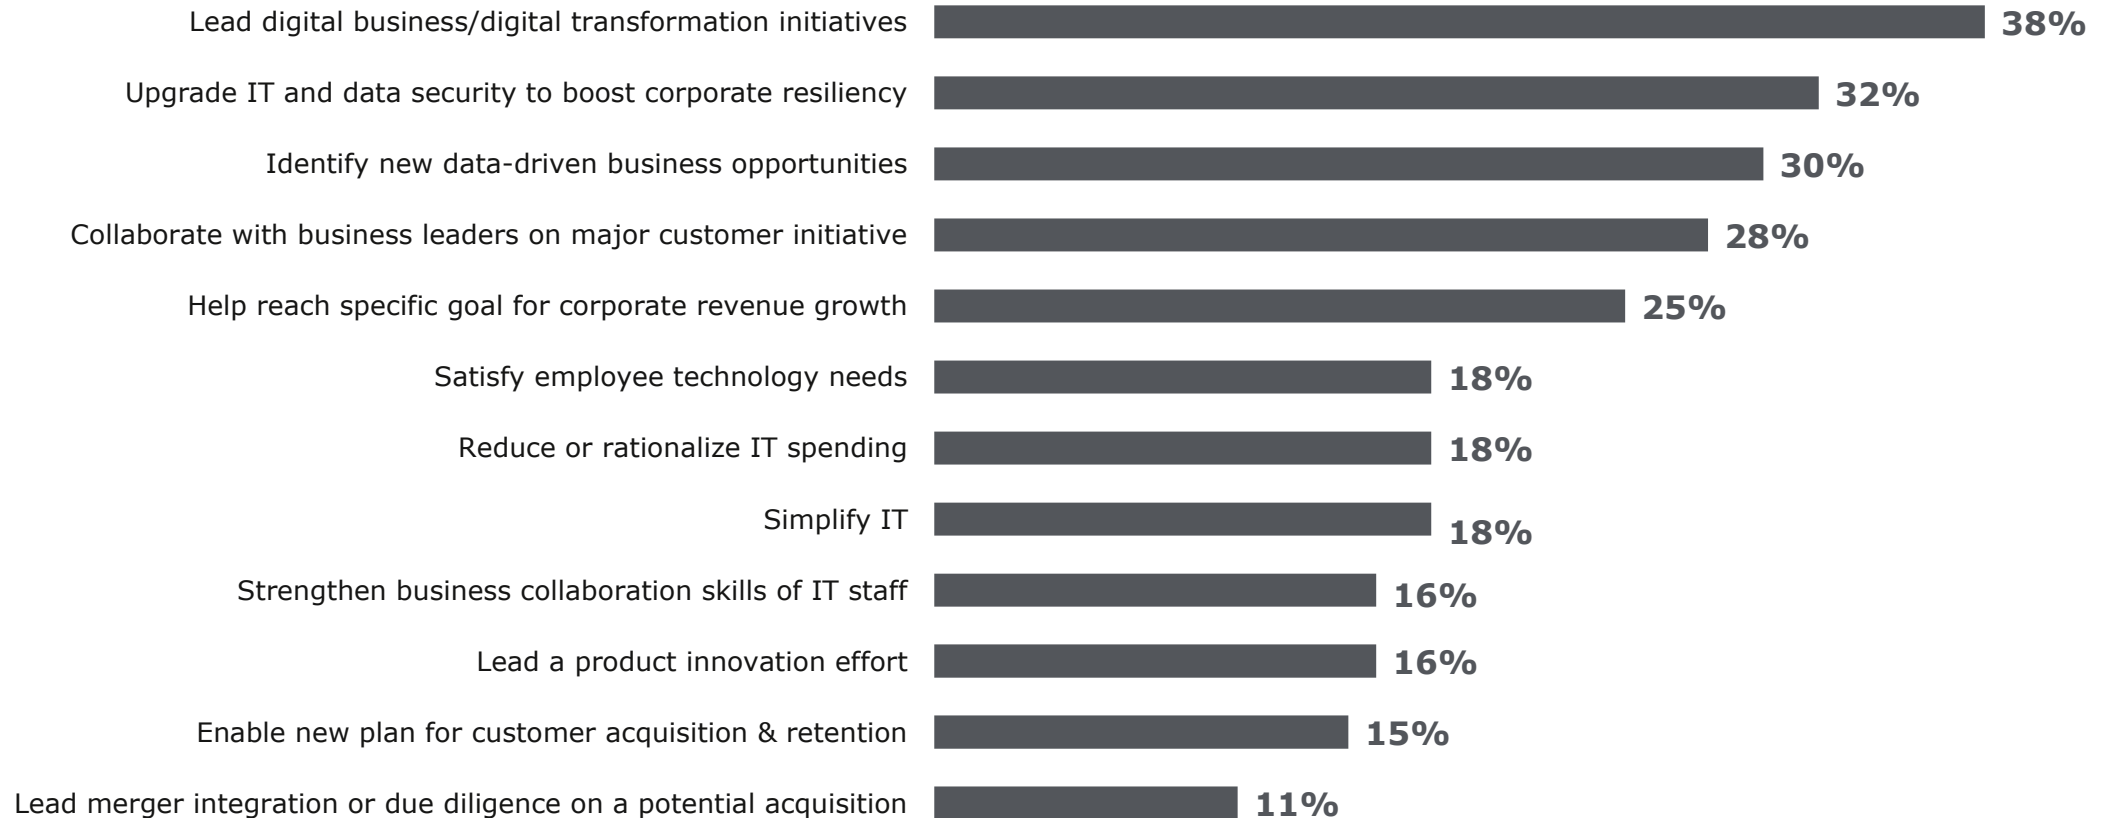 Lead digital business/digital transformation initiatives 38%
Upgrade IT and data security to boost corporate resiliency 32%
Identify new data-driven business opportunities 30%
Collaborate with business leaders on major customer initiative 28%
Help reach specific goal for corporate revenue growth 25%
Satisfy employee technology needs 18%
Reduce or rationalize IT spending 18%
Simplify IT 18%
Strengthen business collaboration skills of IT staff 16%
Lead a product innovation effort 16%
Enable new plan for customer acquisition & retention 15%
Lead merger integration or due diligence on a potential acquisition 11%